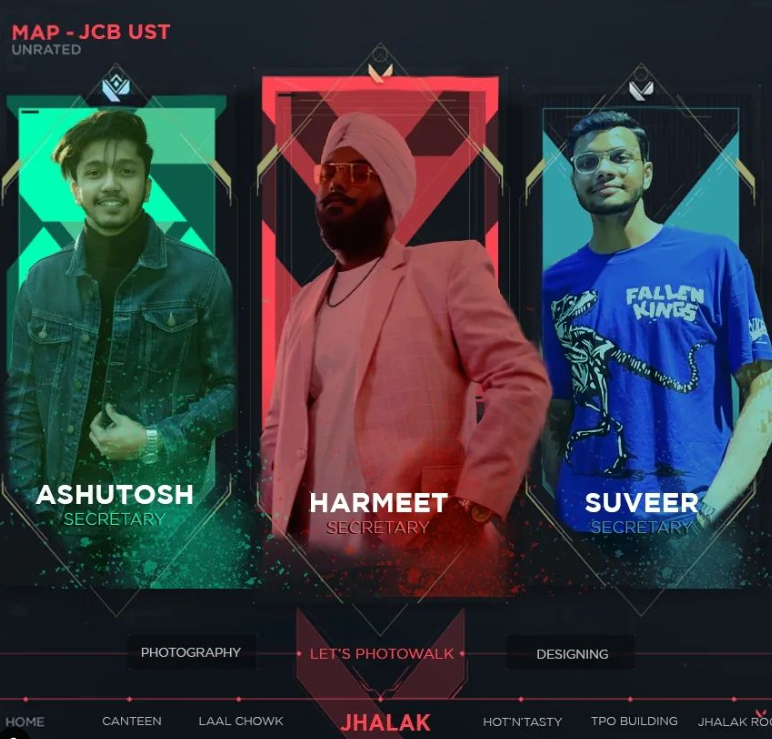 MAP - JCB UST
UNRATED
FALLEN
KINGS
ASHUTOSH
SECRETARY
HARMEET
SECRETARY
SUVEER
SECRETARY
PHOTOGRAPHY
LET'S PHOTOWALK
DESIGNING
HOME
CANTEEN
LAAL CHOWK
JHALAK
HOT'N'TASTY
TPO BUILDING
JHALAK